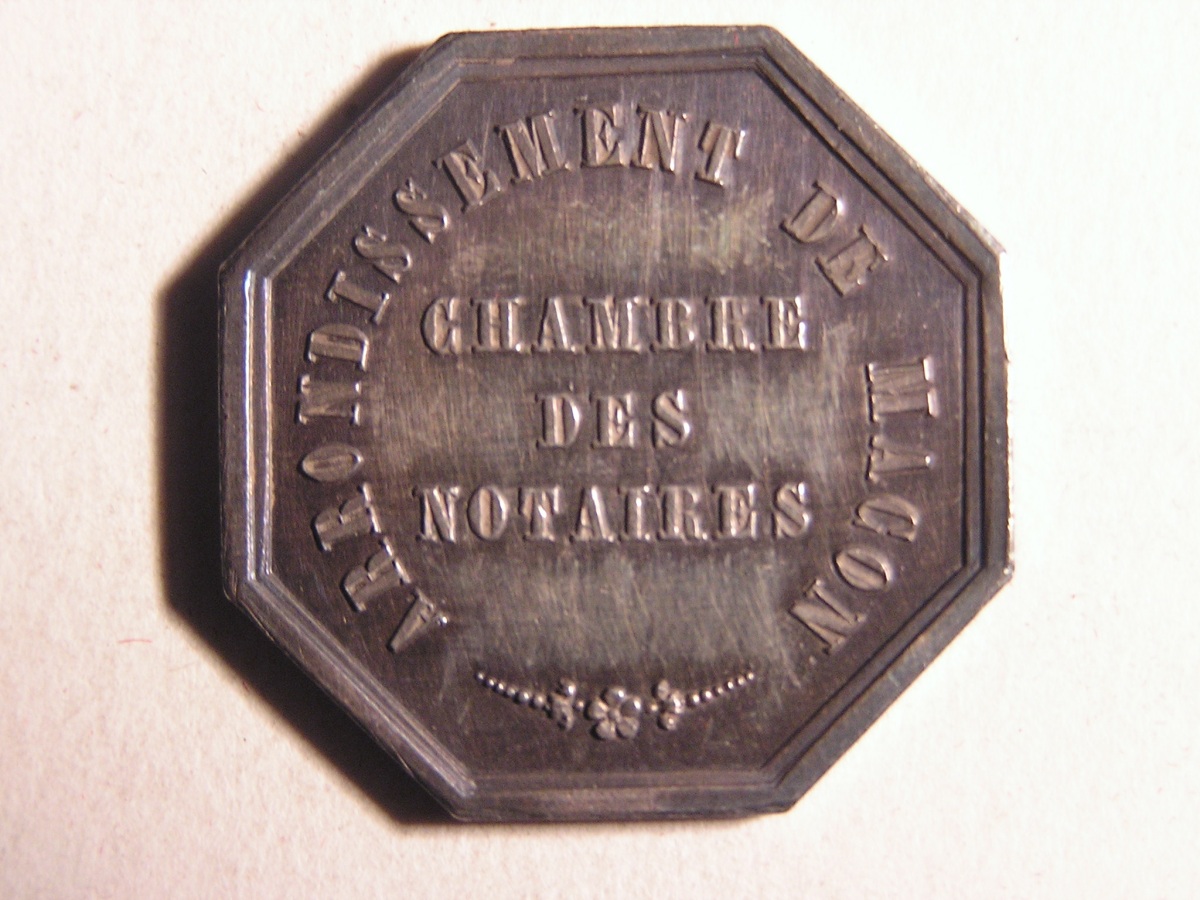 ARRONDISSEMENT DE MACON
CHAMBRE
DES
NOTAIRES